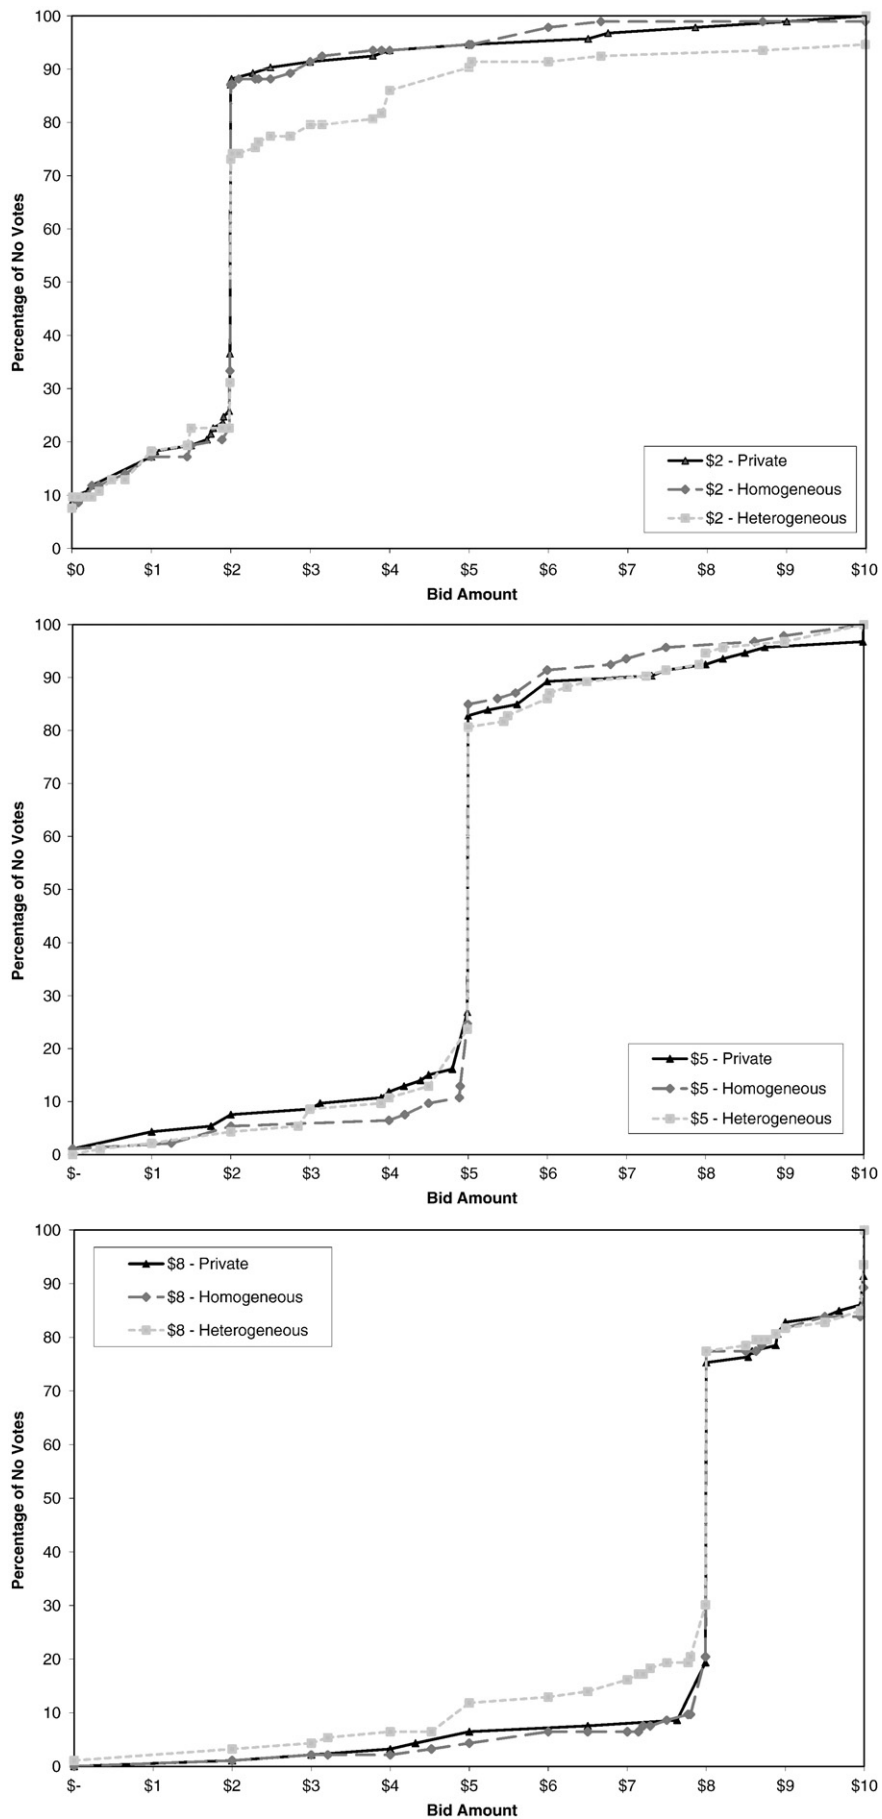 100
90
80
70
60
50
40
30
20
10
0
Percentage of No Votes
$2 - Private
$2 - Homogeneous
$2 - Heterogeneous
$0 $1 $2 $3 $4 $5 $6 $7 $8 $9 $10
Bid Amount
100
90
80
70
60
50
40
30
20
10
0
Percentage of No Votes
$5 - Private
$5 - Homogeneous
$5 - Heterogeneous
$- $1 $2 $3 $4 $5 $6 $7 $8 $9 $10
Bid Amount
100
90
80
70
60
50
40
30
20
10
0
Percentage of No Votes
$8 - Private
$8 - Homogeneous
$8 - Heterogeneous
$- $1 $2 $3 $4 $5 $6 $7 $8 $9 $10
Bid Amount